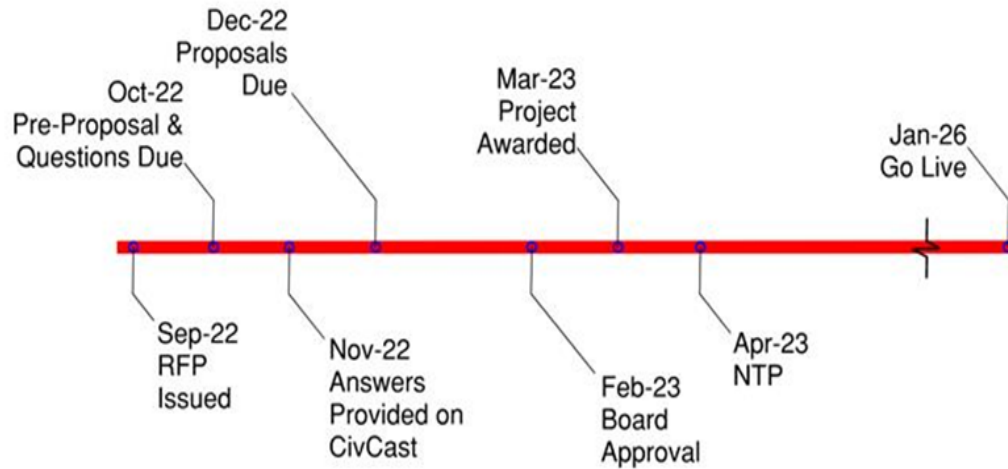 Dec-22
Proposals
Due
Oct-22
Pre-Proposal &
Questions Due
Mar-23
Project
Awarded
Jan-26
Go Live
Sep-22
RFP
Issued
Nov-22
Answers
Provided on
CivCast
Feb-23
Board
Approval
Apr-23
NTP